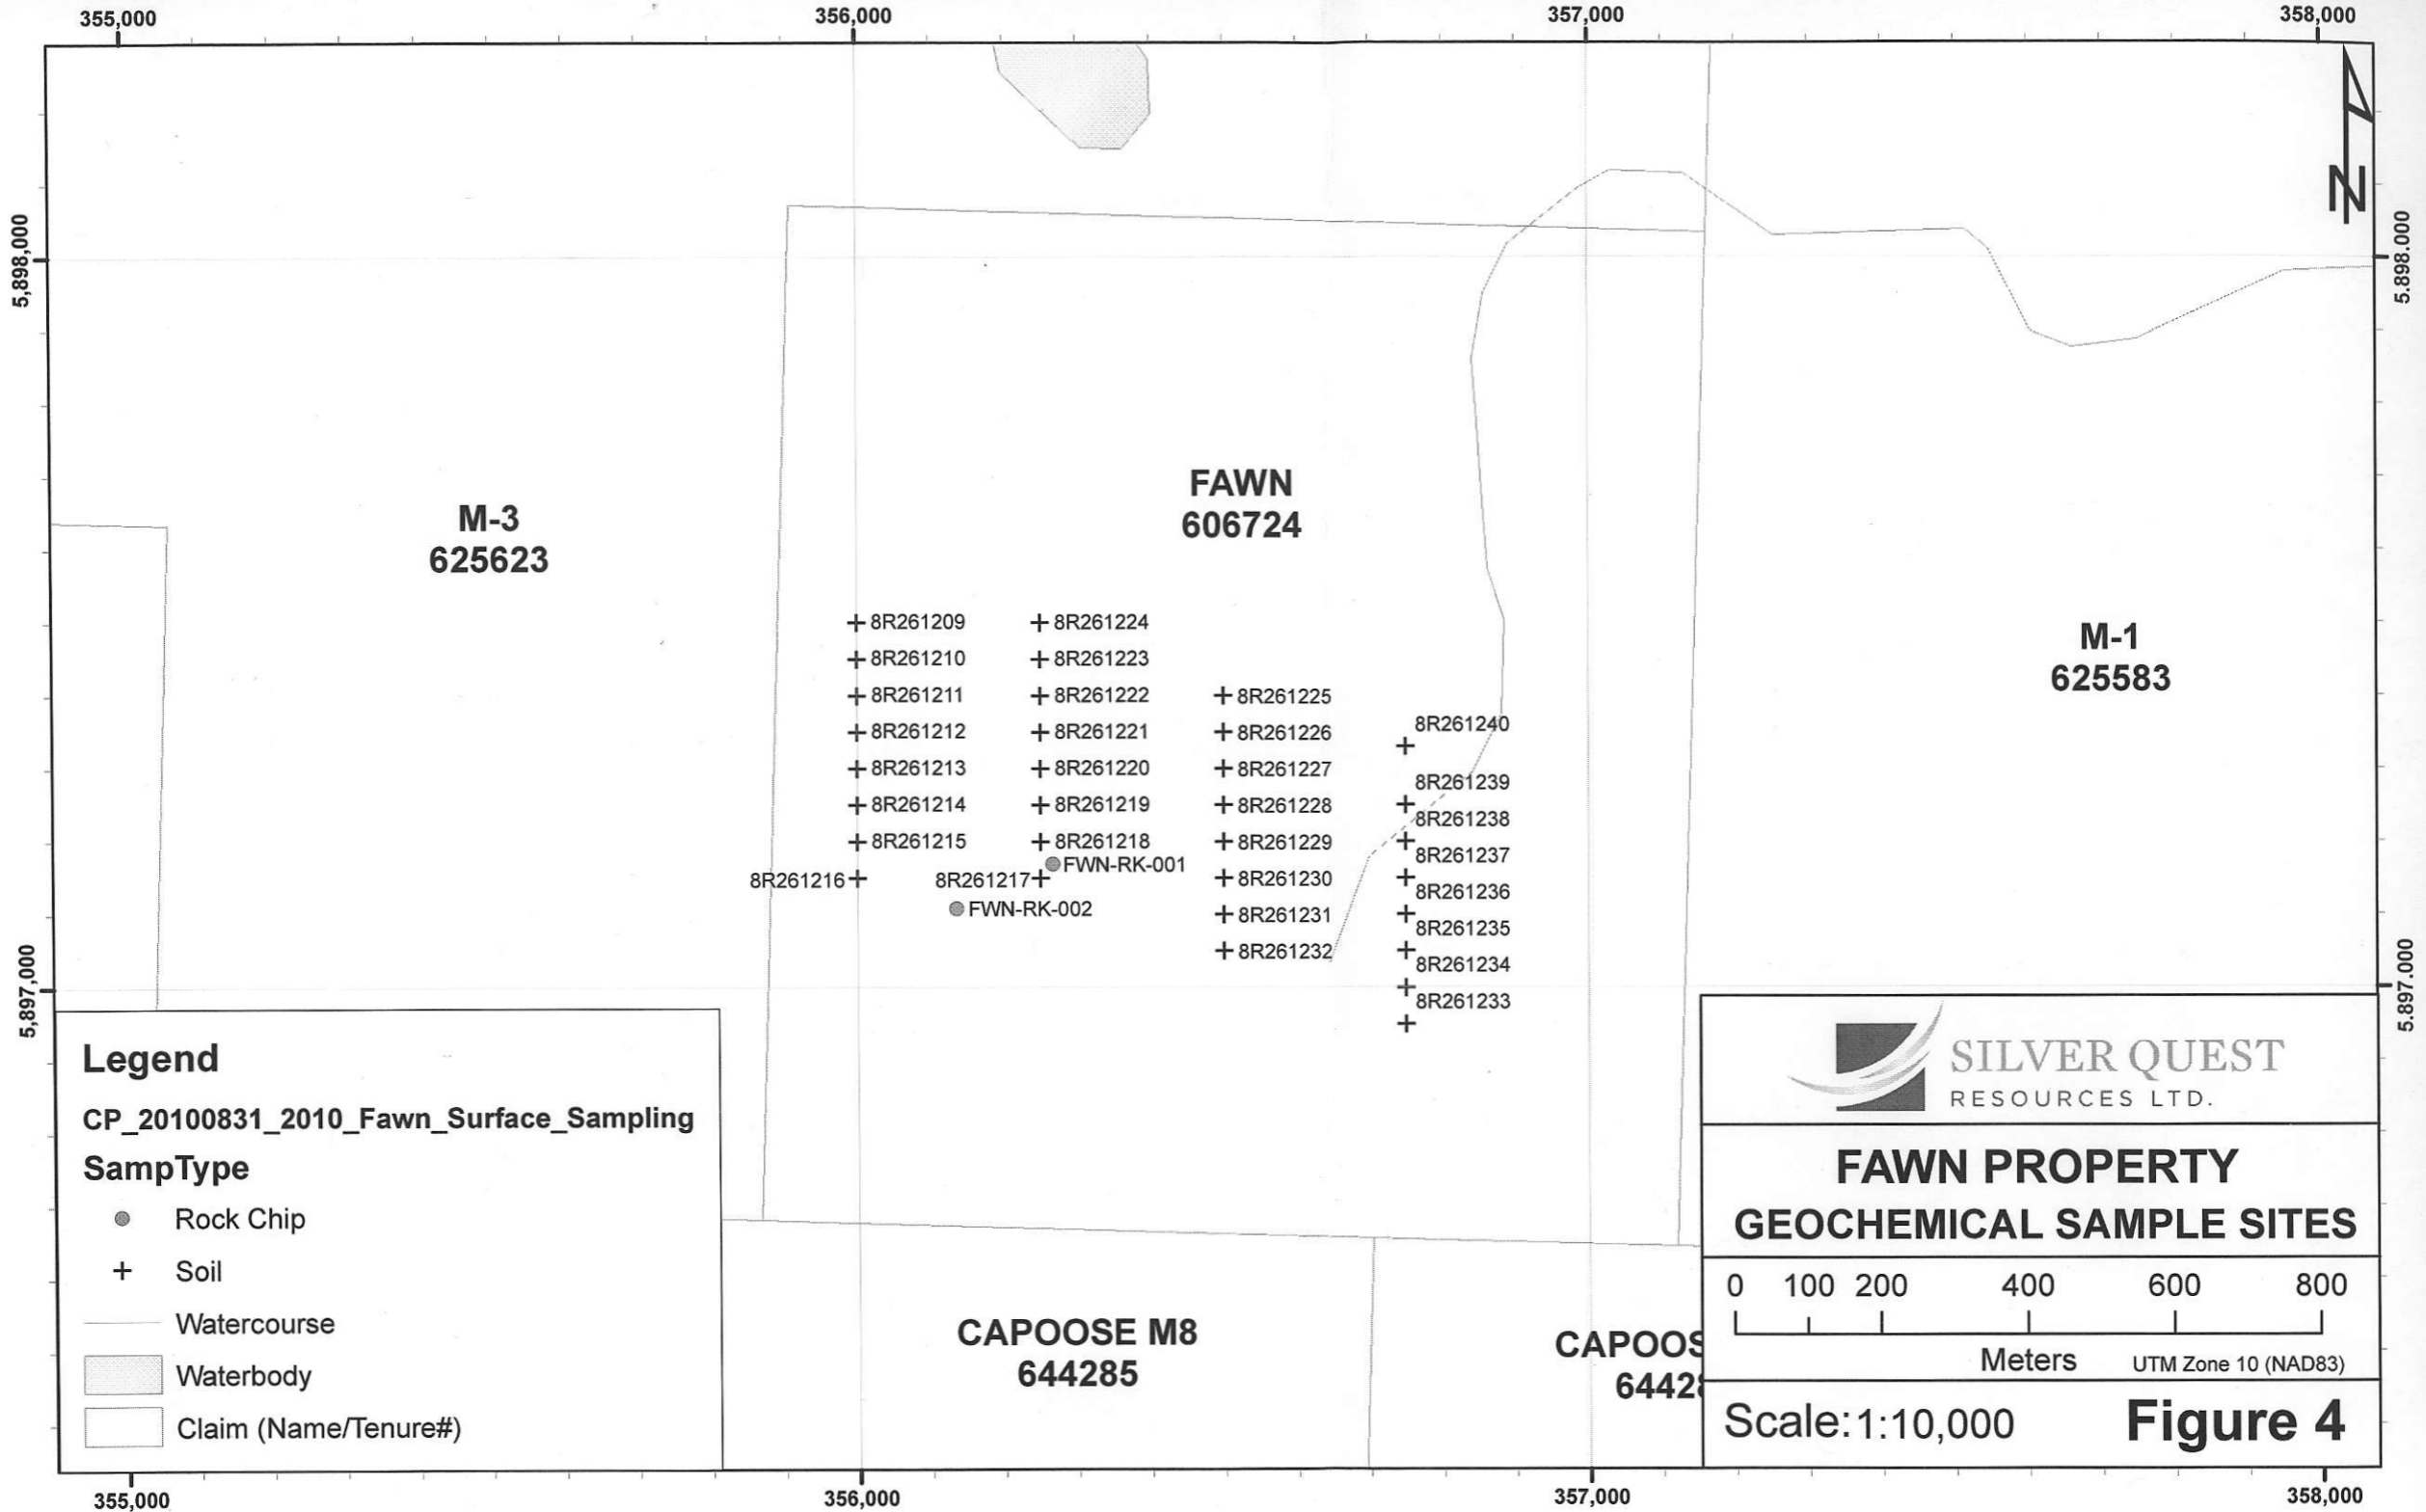 355,000
356,000
357,000
358,000
5,898,000
5.898.000
N
FAWN
606724
M-3
625623
M-1
625583
8R261209
8R261224
8R261210
8R261223
8R261211
8R261222
8R261225
8R261240
8R261212
8R261221
8R261226
8R261213
8R261220
8R261227
8R261239
8R261214
8R261219
8R261228
8R261238
8R261215
8R261218
8R261229
8R261237
FWN-RK-001
8R261216
8R261217
8R261230
8R261236
FWN-RK-002
8R261231
8R261235
8R261232
8R261234
8R261233
5,897,000
5.897.000
Legend
CP_20100831_2010_Fawn_Surface_Sampling
SampType
Rock Chip
Soil
Watercourse
Waterbody
Claim (Name/Tenure#)
CAPOOSE M8
644285
CAPOOS
64428
SILVER QUEST
RESOURCES LTD.
FAWN PROPERTY
GEOCHEMICAL SAMPLE SITES
0 100 200 400 600 800
Meters
UTM Zone 10 (NAD83)
Scale:1:10,000
Figure 4
355,000
356,000
357,000
358,000